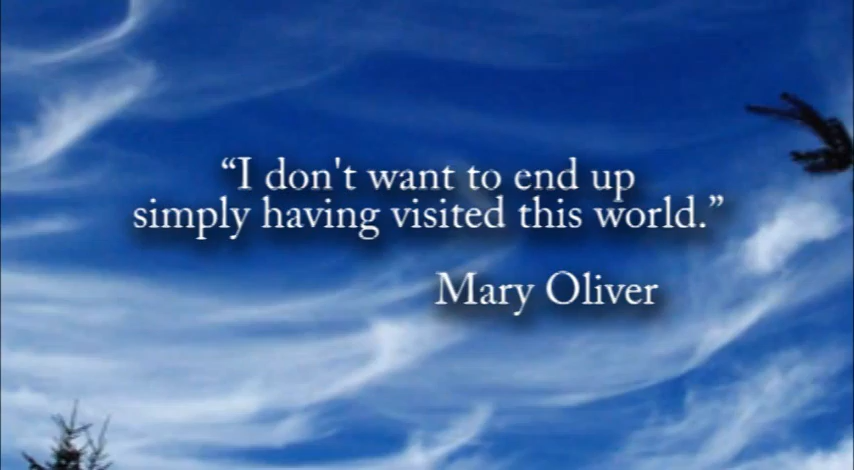 “I don't want to end up
simply having visited this world.”
Mary Oliver